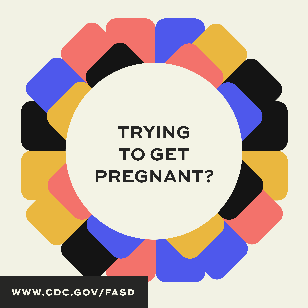 TRYING
TO GET
PREGNANT?
WWW.CDC.GOV/FASD